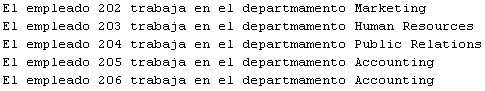 El empleado 202 trabaja en el departmamento Marketing
El empleado 203 trabaja en el departmamento Human Resources
El empleado 204 trabaja en el departmamento Public Relations
El empleado 205 trabaja en el departmamento Accounting
El empleado 206 trabaja en el departmamento Accounting